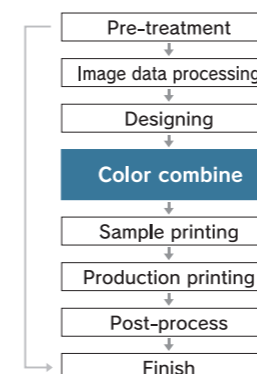 Pre-treatment
Image data processing
Designing
Color combine
Sample printing
Production printing
Post-process
Finish